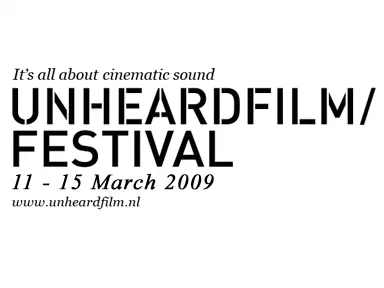 It's all about cinematic sound
UNHEARDFILM/
FESTIVAL
11 - 15 March 2009
www.unheardfilm.nl